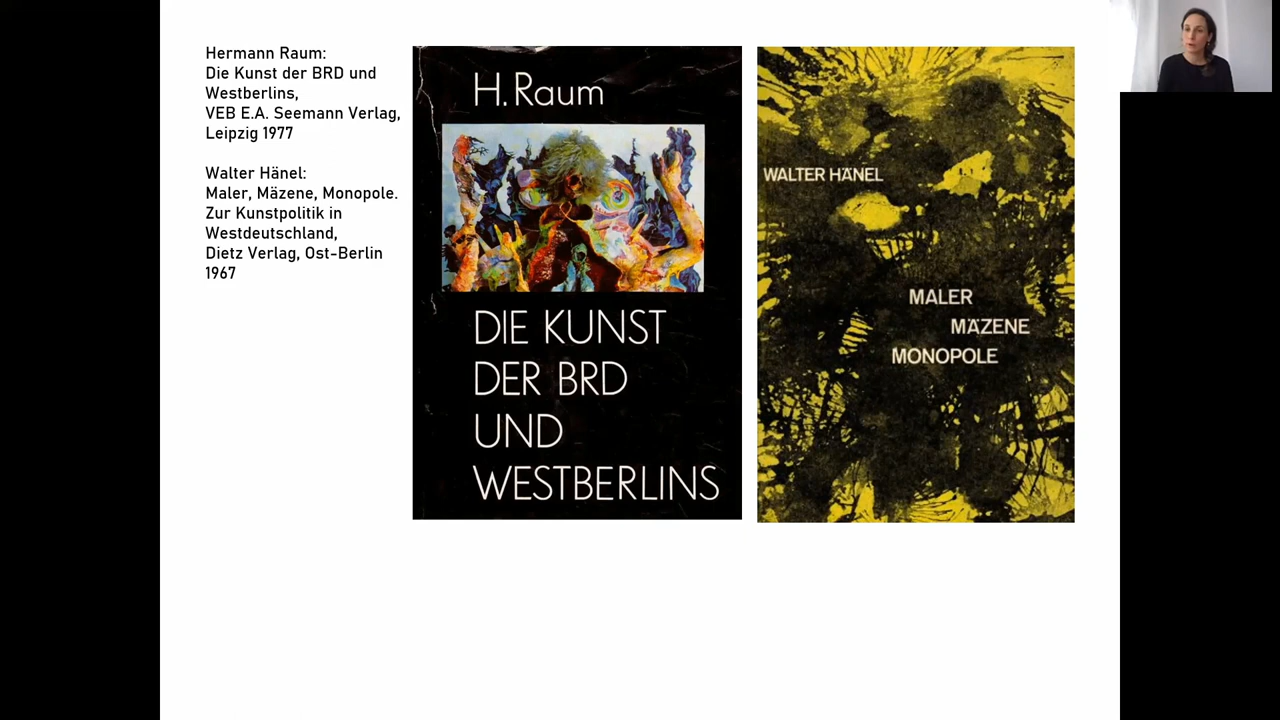 Hermann Raum:
Die Kunst der BRD und
Westberlins,
VEB E.A. Seemann Verlag,
Leipzig 1977
Walter Hänel:
Maler, Mäzene, Monopole.
Zur Kunstpolitik in
Westdeutschland,
Dietz Verlag, Ost-Berlin
1967
H. Raum
DIE KUNST
DER BRD
UND
WESTBERLINS
WALTER HÄNEL
MALER
MÄZENE
MONOPOLE